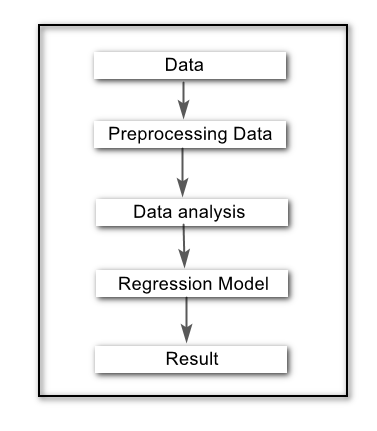 Data
Preprocessing Data
Data analysis
Regression Model
Result